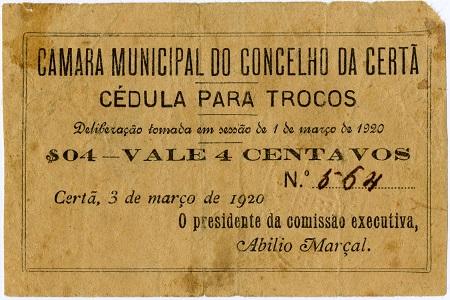 CAMARA MUNICIPAL DO CONCELHO DA CERTÃ
CÉDULA PARA TROCOS
Deliberação tomada em sessão de 1 de março de 1920
$04 — VALE 4 CENTAVOS
N.º 564
Certã, 3 de março de 1920
O presidente da comissão executiva,
Abilio Marçal.